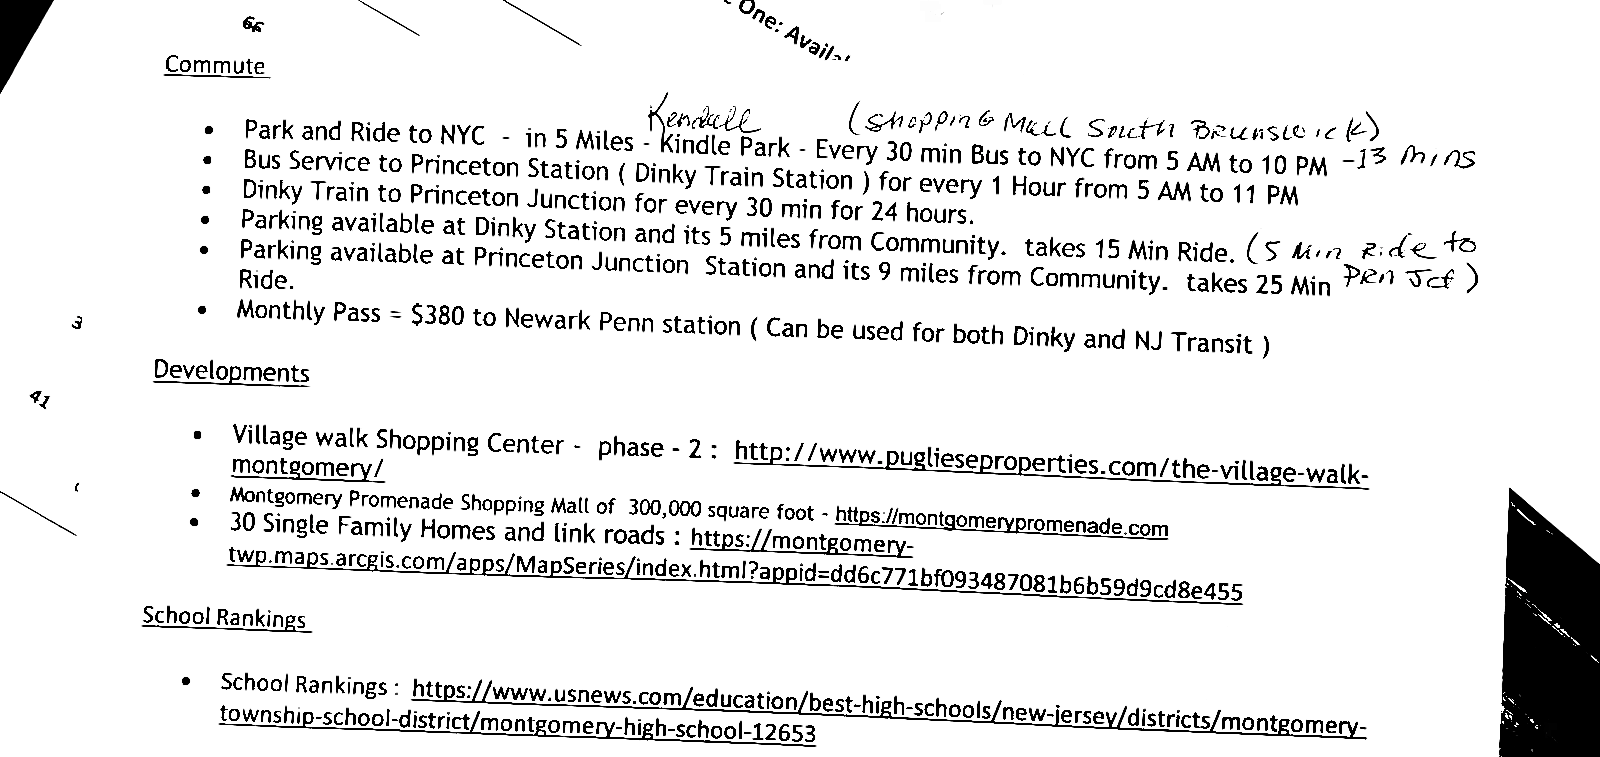 One:
66
Commute
Kendall (Shopping Mall South Brunswick)
• Park and Ride to NYC - in 5 Miles - Kindle Park - Every 30 min Bus to NYC from 5 AM to 10 PM -13 mins
• Bus Service to Princeton Station ( Dinky Train Station ) for every 1 Hour from 5 AM to 11 PM
• Dinky Train to Princeton Junction for every 30 min for 24 hours.
• Parking available at Dinky Station and its 5 miles from Community. takes 15 Min Ride. (5 Min Ride to
• Parking available at Princeton Junction Station and its 9 miles from Community. takes 25 Min PRN Jct )
Ride.
• Monthly Pass = $380 to Newark Penn station ( Can be used for both Dinky and NJ Transit )
3
Developments
41
• Village walk Shopping Center - phase - 2 : http://www.puglieseproperties.com/the-village-walk-
montgomery/
• Montgomery Promenade Shopping Mall of 300,000 square foot - https://montgomerypromenade.com
• 30 Single Family Homes and link roads : https://montgomery-
twp.maps.arcgis.com/apps/MapSeries/index.html?appid=dd6c771bf093487081b6b59d9cd8e455
School Rankings
• School Rankings : https://www.usnews.com/education/best-high-schools/new-jersey/districts/montgomery-
township-school-district/montgomery-high-school-12653